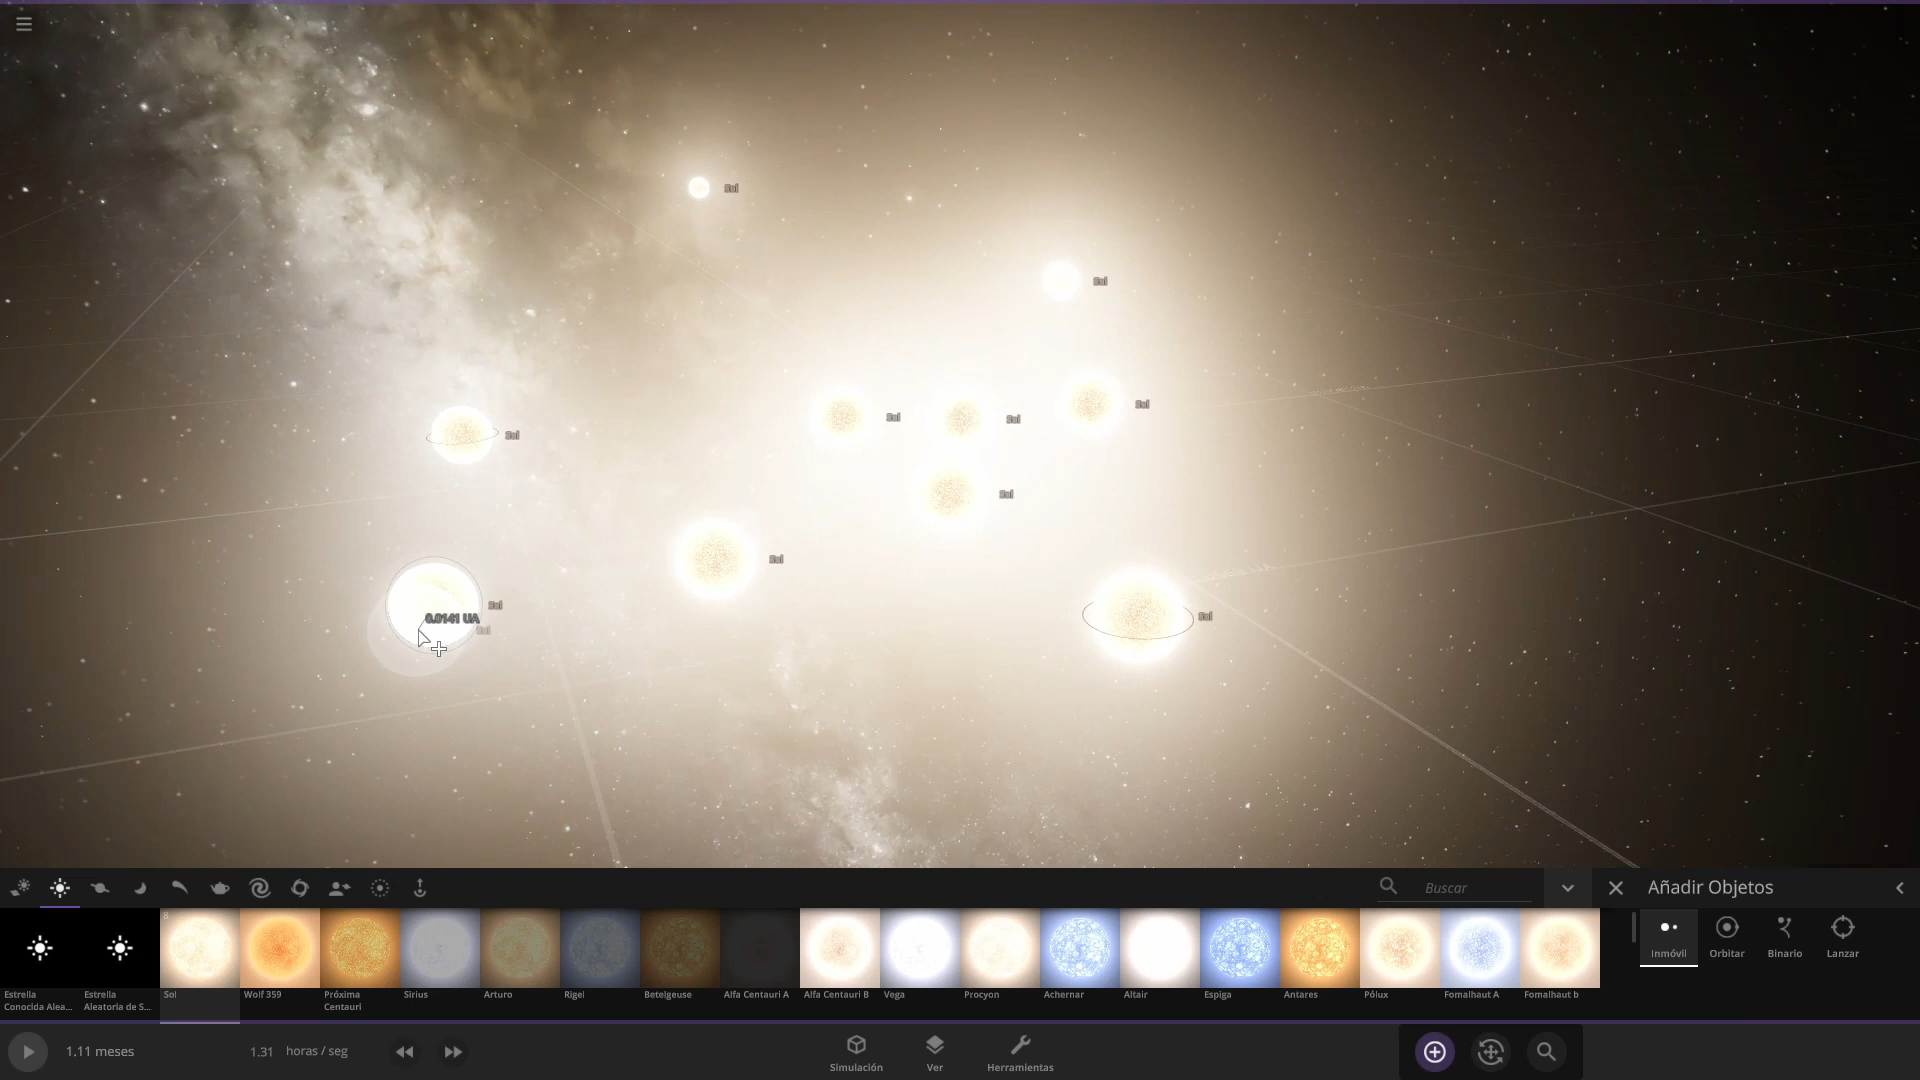 Sol
Sol
Sol
Sol
Sol
Sol
Sol
Sol
Sol
Sol
0.0141 UA
Sol
Sol
Buscar
Añadir Objetos
Inmóvil
Orbitar
Binario
Lanzar
Estrella Conocida Alea...
Estrella Aleatoria de S...
Sol
Wolf 359
Próxima Centauri
Sirius
Arturo
Rigel
Betelgeuse
Alfa Centauri A
Alfa Centauri B
Vega
Procyon
Achernar
Altair
Espiga
Antares
Pólux
Fomalhaut A
Fomalhaut b
1.11 meses
1.31 horas / seg
Simulación
Ver
Herramientas